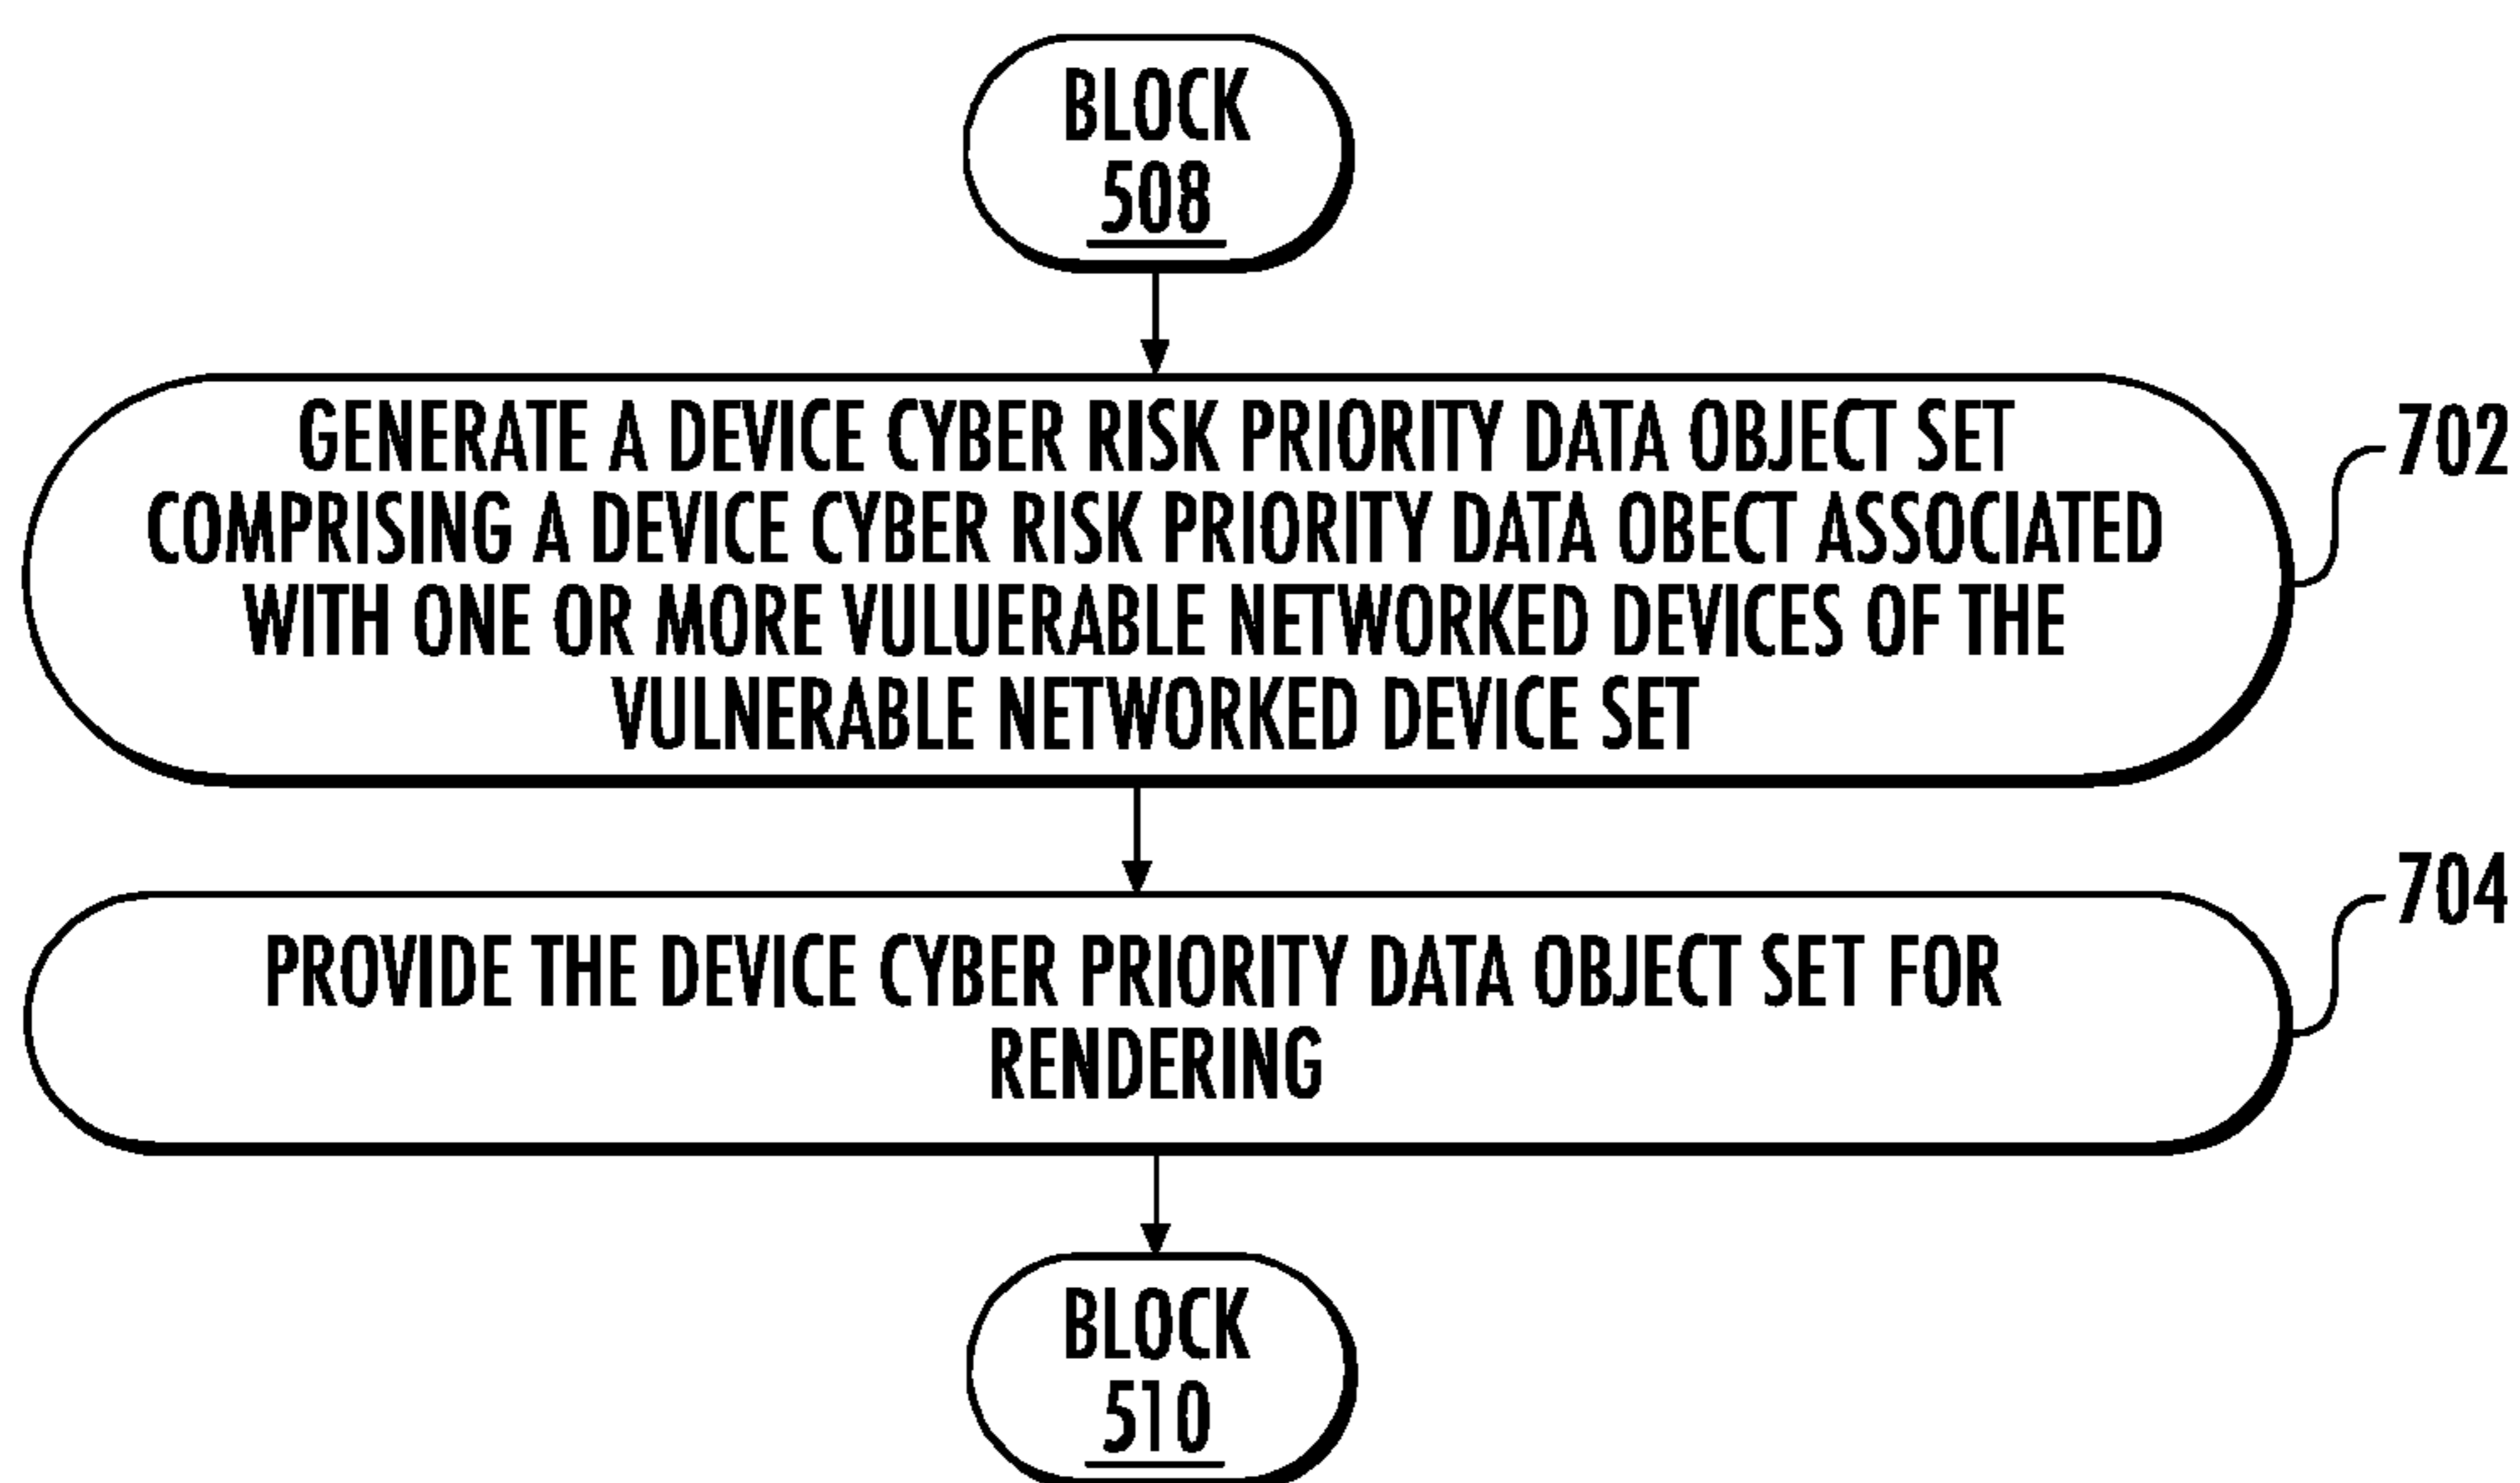 BLOCK
508
GENERATE A DEVICE CYBER RISK PRIORITY DATA OBJECT SET
COMPRISING A DEVICE CYBER RISK PRIORITY DATA OBECT ASSOCIATED
WITH ONE OR MORE VULUERABLE NETWORKED DEVICES OF THE
VULNERABLE NETWORKED DEVICE SET
702
PROVIDE THE DEVICE CYBER PRIORITY DATA OBJECT SET FOR
RENDERING
704
BLOCK
510